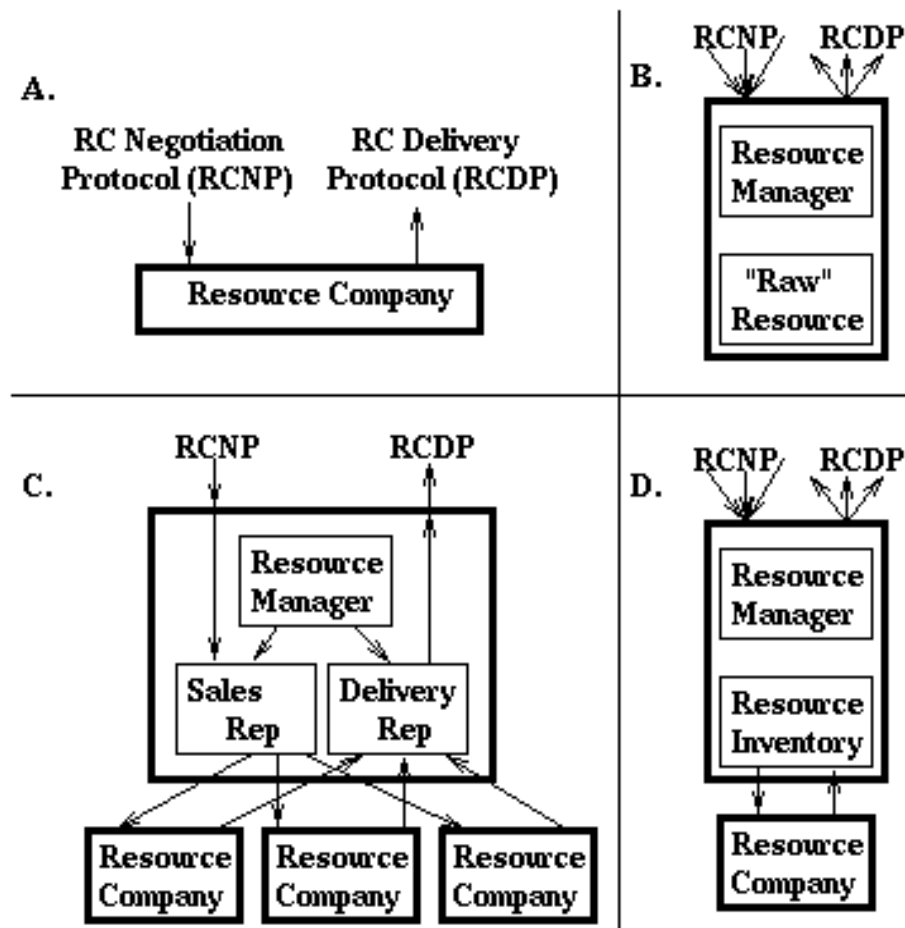 A.
RC Negotiation
Protocol (RCNP)
RC Delivery
Protocol (RCDP)
Resource Company
B.
RCNP
RCDP
Resource
Manager
"Raw"
Resource
C.
RCNP
RCDP
Resource
Manager
Sales
Rep
Delivery
Rep
Resource
Company
Resource
Company
Resource
Company
D.
RCNP
RCDP
Resource
Manager
Resource
Inventory
Resource
Company